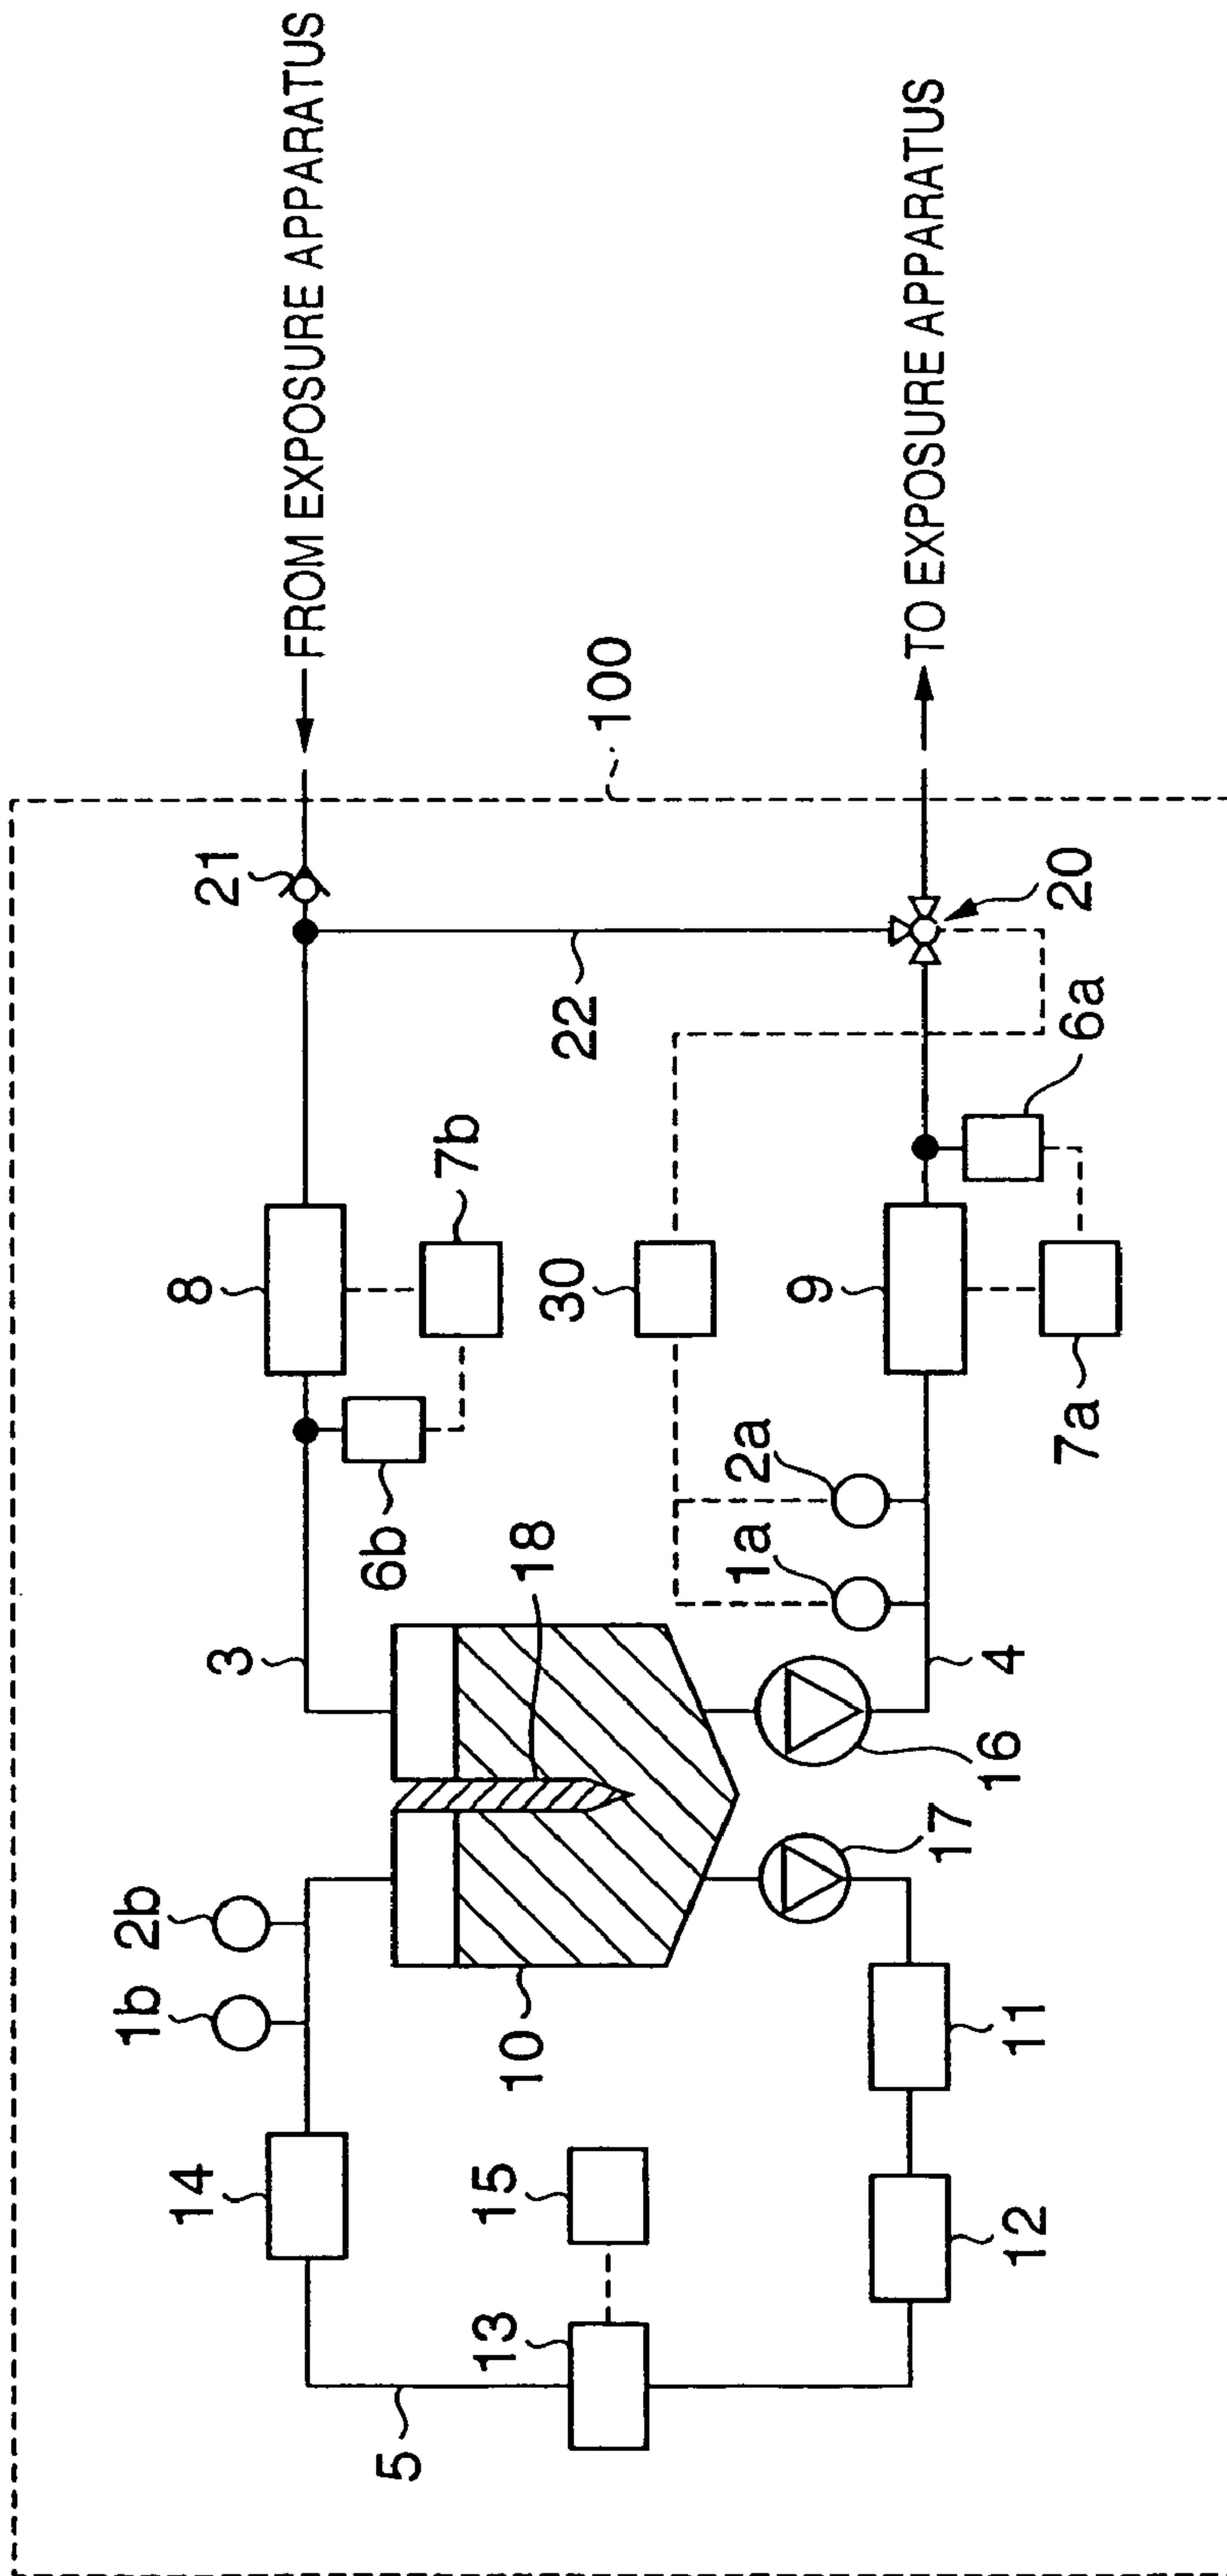 FROM EXPOSURE APPARATUS
TO EXPOSURE APPARATUS
100
21
20
22
6a
7b
8
30
9
7a
6b
2a
1a
18
3
4
16
17
2b
1b
10
11
14
15
12
13
5